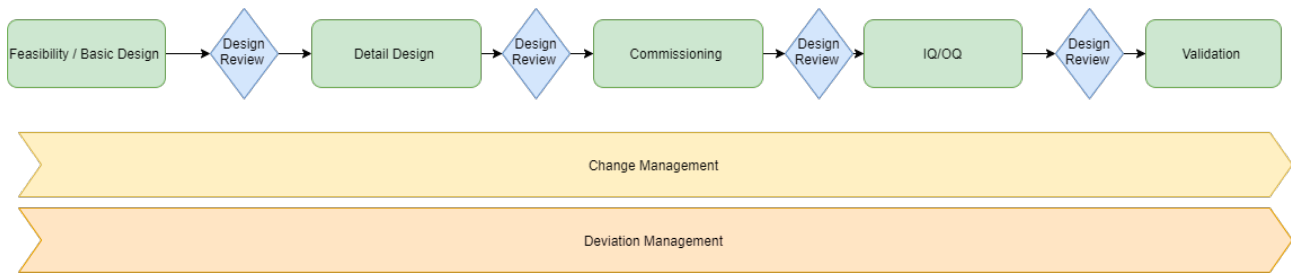 Feasibility / Basic Design
Design
Review
Detail Design
Design
Review
Commissioning
Design
Review
IQ/OQ
Design
Review
Validation
Change Management
Deviation Management